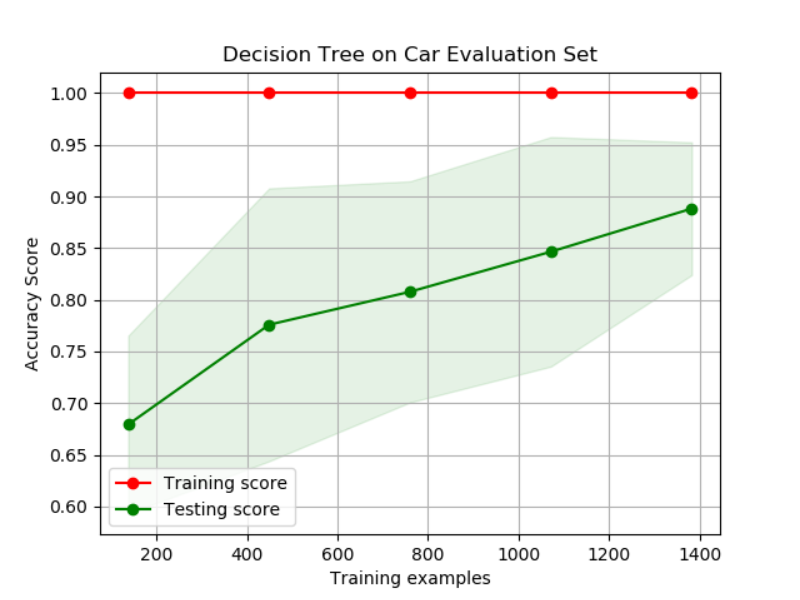 Decision Tree on Car Evaluation Set
1.00
0.95
0.90
0.85
0.80
0.75
0.70
0.65
0.60
Accuracy Score
Training score
Testing score
200 400 600 800 1000 1200 1400
Training examples